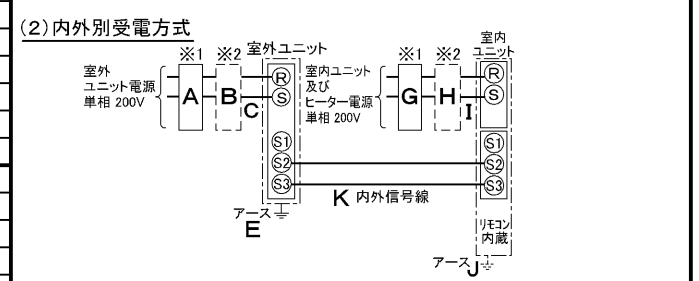 (2)内外別受電方式
※1 ※2 室外ユニット
室外
ユニット電源
単相 200V
A B C
R
S
S1
S2
S3
アース
E
※1 ※2 室内
ユニット
室内ユニット
及び
ヒーター電源
単相 200V
G H I
R
S
S1
S2
S3
K 内外信号線
リモコン
内蔵
アース J